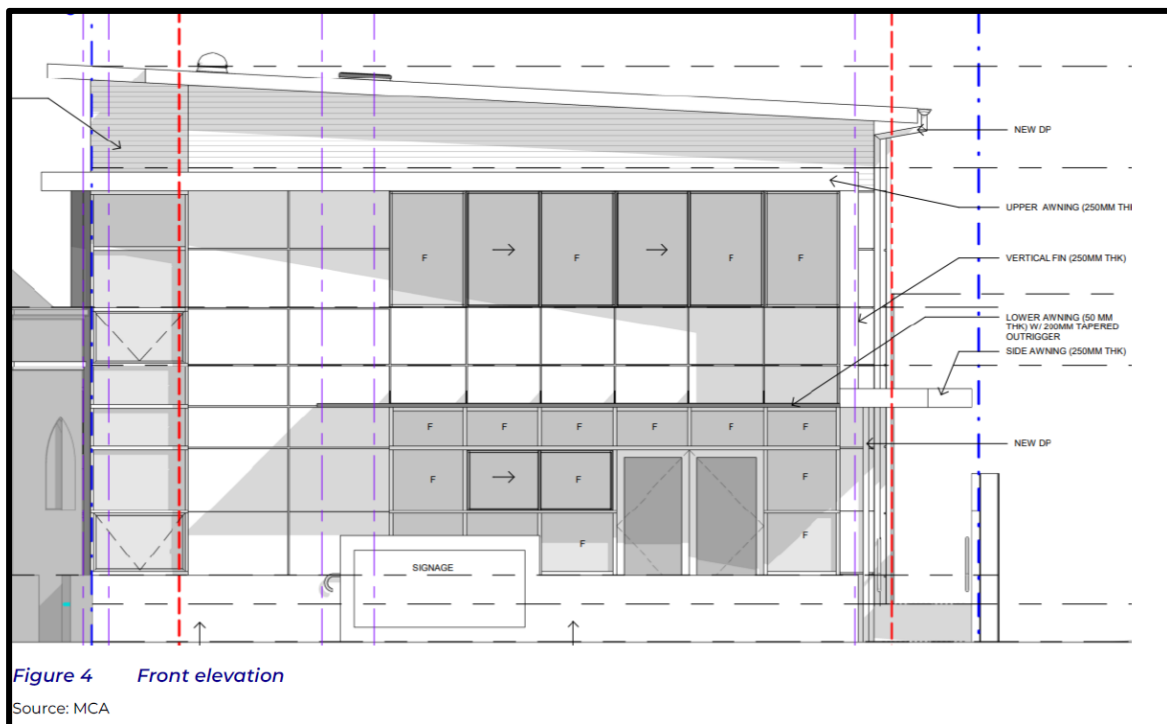 NEW DP
UPPER AWNING (250MM THI
VERTICAL FIN (250MM THK)
LOWER AWNING (50 MM
THK) W/ 200MM TAPERED
OUTRIGGER
SIDE AWNING (250MM THK)
F
F
F
F
F
F
F
F
F
F
NEW DP
F
F
F
F
F
SIGNAGE
Figure 4 Front elevation
Source: MCA